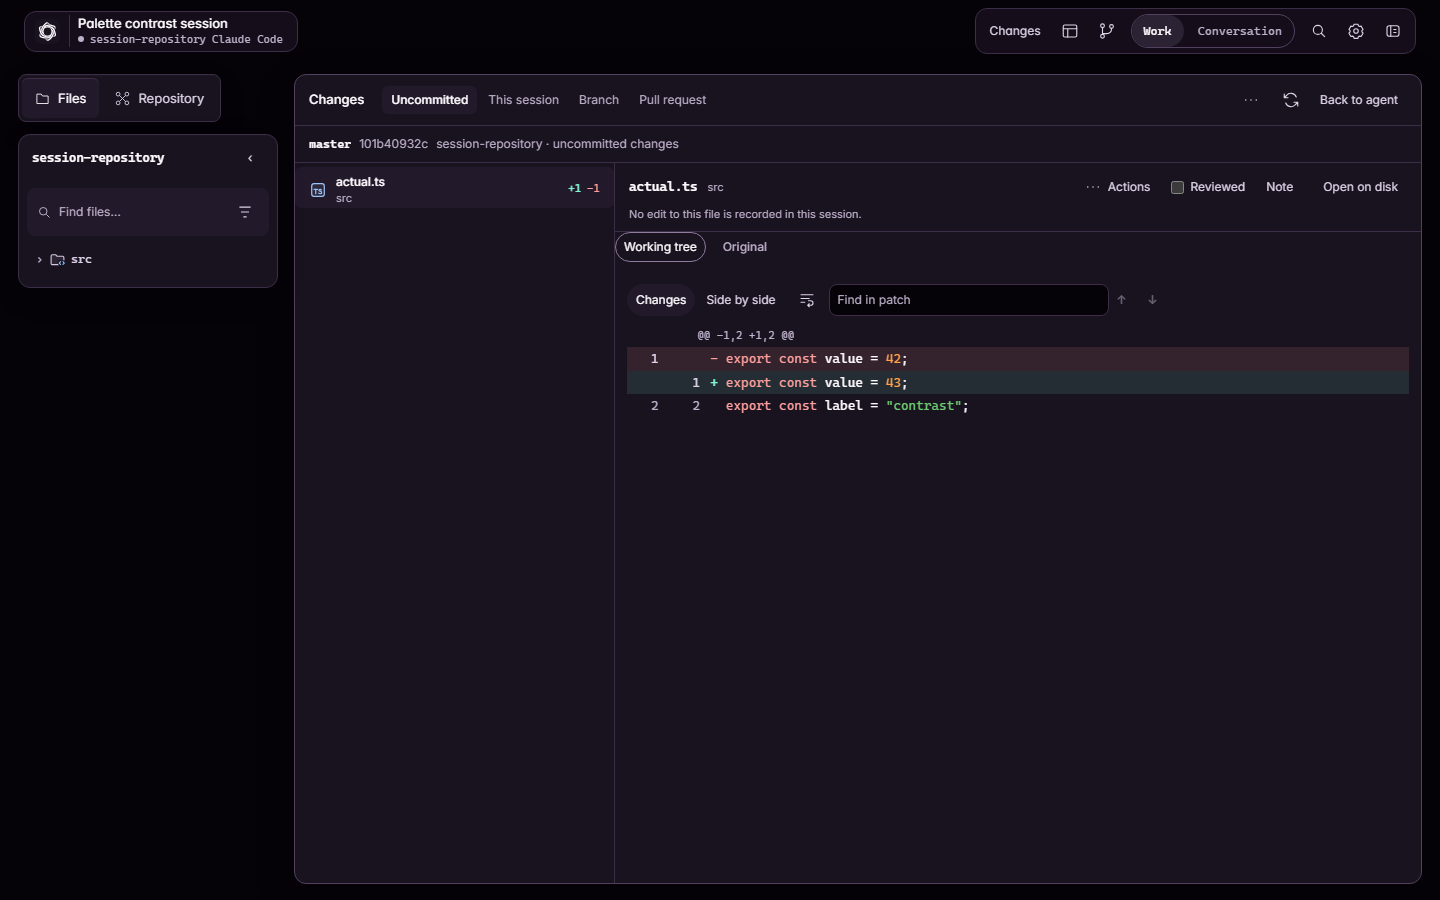 Palette contrast session
session-repository Claude Code
Changes
Work
Conversation
Files
Repository
session-repository
Find files...
src
Changes
Uncommitted
This session
Branch
Pull request
Back to agent
master 101b40932c session-repository · uncommitted changes
TS
actual.ts
src
+1 −1
actual.ts src
··· Actions
Reviewed
Note
Open on disk
No edit to this file is recorded in this session.
Working tree
Original
Changes
Side by side
Find in patch
@@ −1,2 +1,2 @@
1 − export const value = 42;
1 + export const value = 43;
2 2 export const label = "contrast";